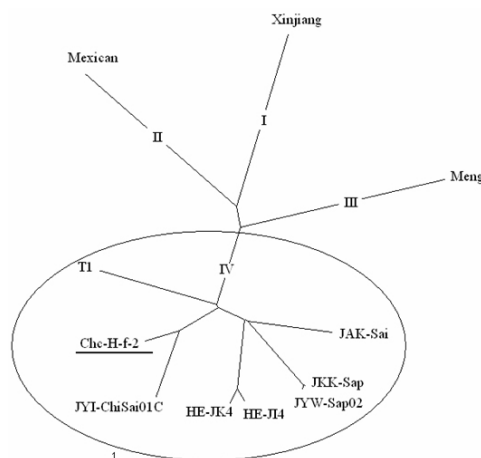 Xinjiang
Mexican
I
II
Meng
III
IV
T1
JAK-Sai
Chc-H-f-2
JKK-Sap
JYI-ChiSai01C
JYW-Sap02
HE-JK4
HE-JI4
1